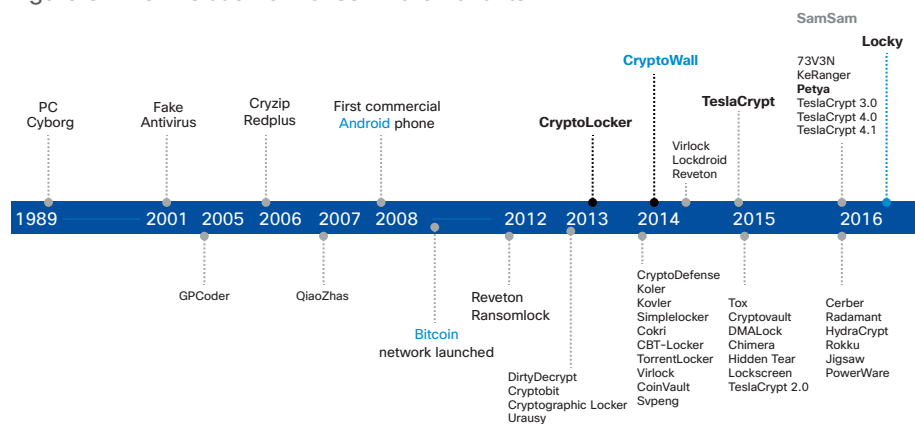 SamSam
Locky
73V3N
KeRanger
Petya
TeslaCrypt 3.0
TeslaCrypt 4.0
TeslaCrypt 4.1
CryptoWall
PC
Cyborg
Fake
Antivirus
Cryzip
Redplus
First commercial
Android phone
CryptoLocker
TeslaCrypt
Virlock
Lockdroid
Reveton
1989 2001 2005 2006 2007 2008 2012 2013 2014 2015 2016
GPCoder
QiaoZhas
Bitcoin
network launched
Reveton
Ransomlock
DirtyDecrypt
Cryptobit
Cryptographic Locker
Urausy
CryptoDefense
Koler
Kovler
Simplelocker
Cokri
CBT-Locker
TorrentLocker
Virlock
CoinVault
Svpeng
Tox
Cryptovault
DMALock
Chimera
Hidden Tear
Lockscreen
TeslaCrypt 2.0
Cerber
Radamant
HydraCrypt
Rokku
Jigsaw
PowerWare